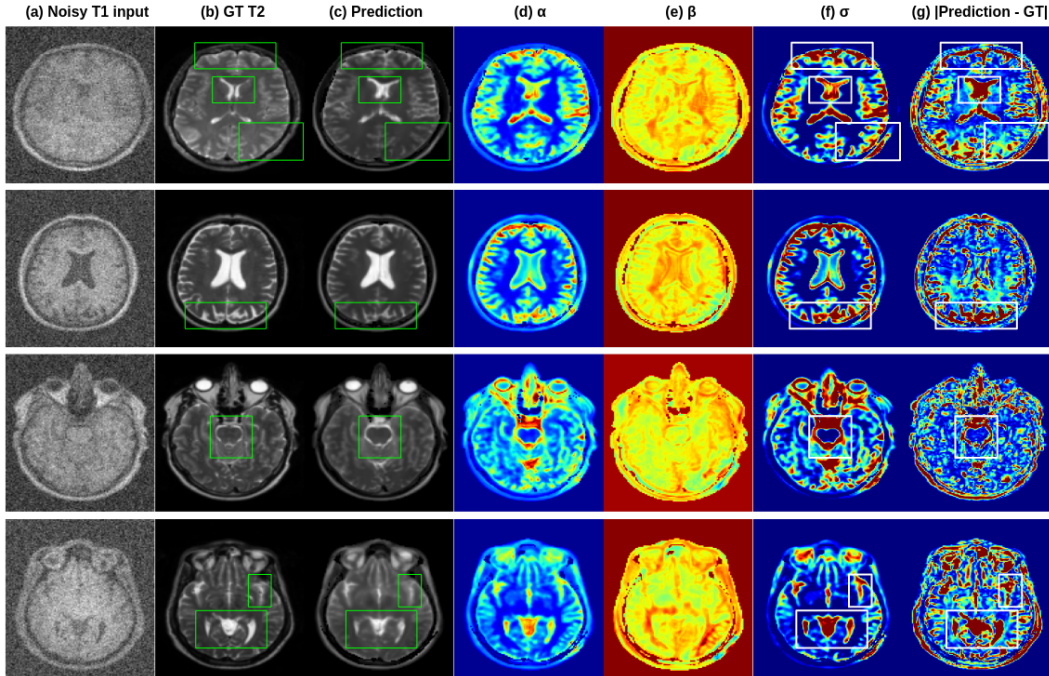 (a) Noisy T1 input (b) GT T2 (c) Prediction (d) α (e) β (f) σ (g) |Prediction - GT|